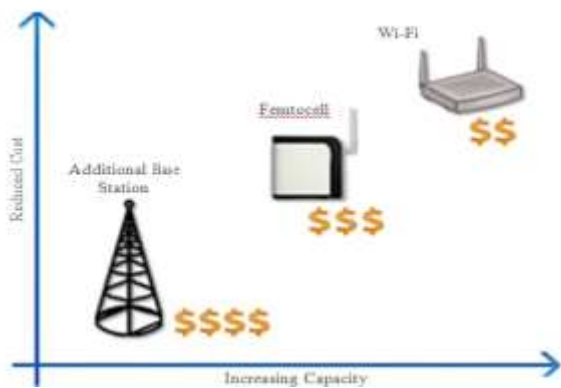 Wi-Fi
Femtocell
$$
Additional Base
Station
$$$
$$$$
Reduced Cost
Increasing Capacity